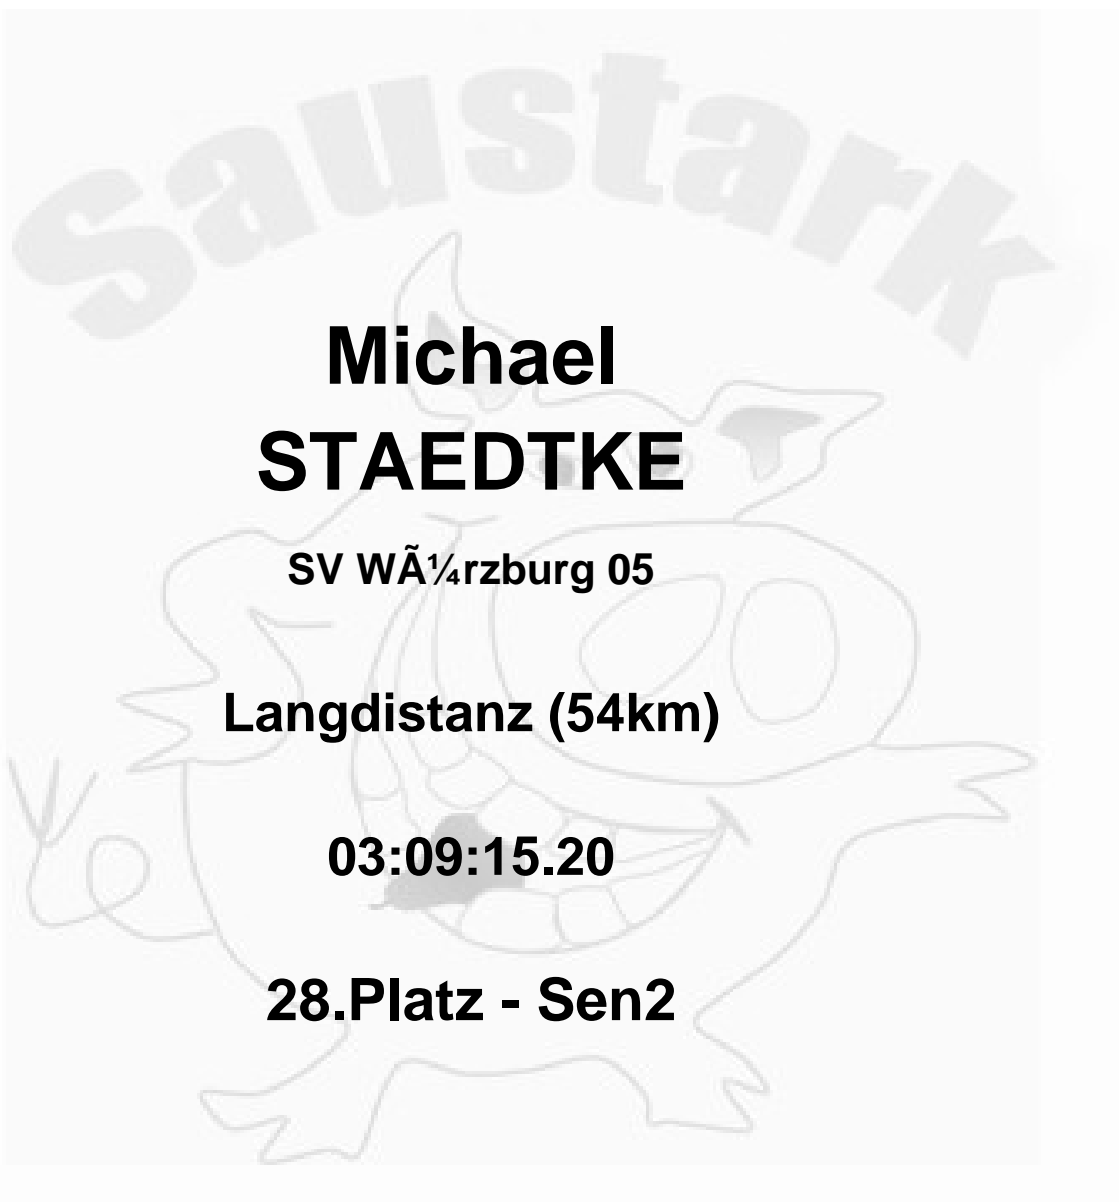 Saustark
Michael
STAEDTKE
SV WÃ¼rzburg 05
Langdistanz (54km)
03:09:15.20
28.Platz - Sen2